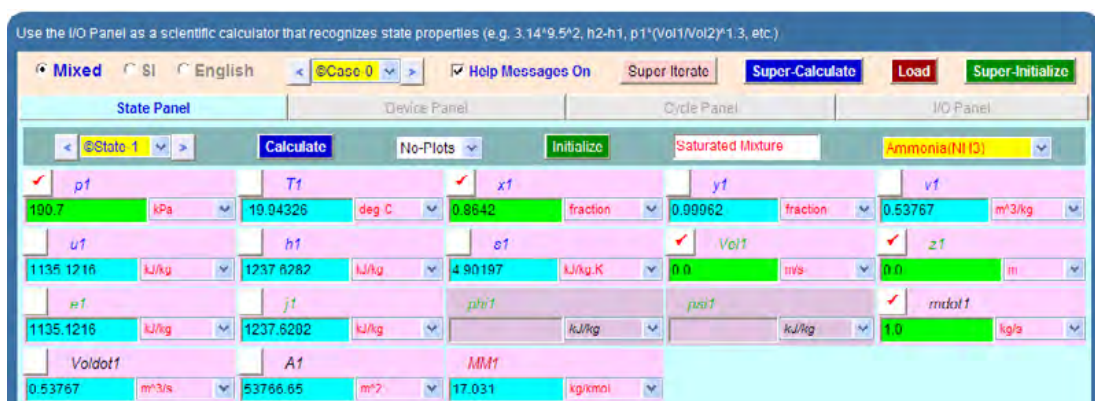 Use the I/O Panel as a scientific calculator that recognizes state properties (e.g. 3.14*9.5^2, h2-h1, p1*(Vol1/Vol2)^1.3, etc.)
Mixed SI English < ©Case-0 > Help Messages On Super Iterate Super-Calculate Load Super-Initialize
State Panel Device Panel Cycle Panel I/O Panel
< ©State-1 > Calculate No-Plots Initialize Saturated Mixture Ammonia(NH3)
p1 T1 x1 y1 v1
190.7 kPa 19.94326 deg-C 0.8642 fraction 0.99962 fraction 0.53767 m^3/kg
u1 h1 s1 Vel1 z1
1135.1216 kJ/kg 1237.6282 kJ/kg 4.90197 kJ/kg.K 0.0 m/s 0.0 m
e1 j1 phi1 psi1 mdot1
1135.1216 kJ/kg 1237.6282 kJ/kg kJ/kg kJ/kg 1.0 kg/s
Voldot1 A1 MM1
0.53767 m^3/s 53766.65 m^2 17.031 kg/kmol